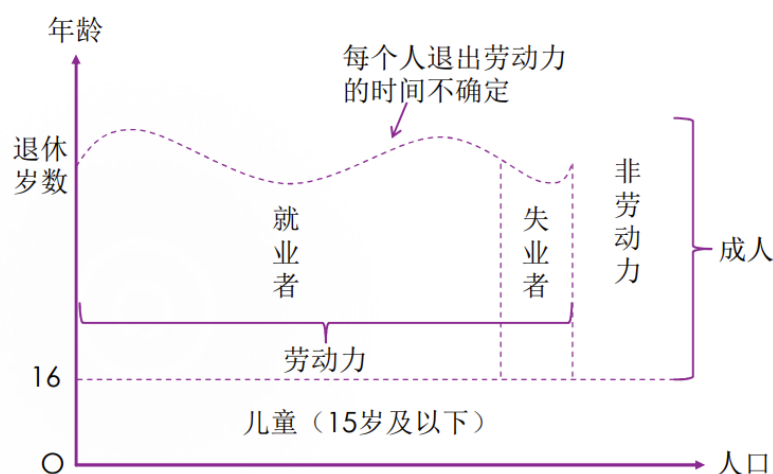 年龄
每个人退出劳动力
的时间不确定
退休
岁数
就业者
失业者
非劳动力
成人
劳动力
16
儿童（15岁及以下）
O
人口